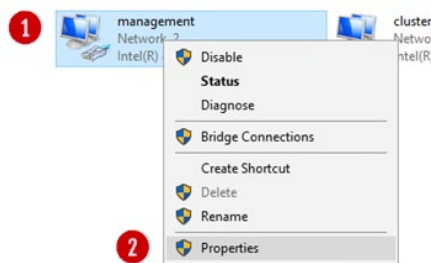 1
management
Network 2
Intel(R)
cluster
Netwo
ntel(R)
Disable
Status
Diagnose
Bridge Connections
Create Shortcut
Delete
Rename
2
Properties